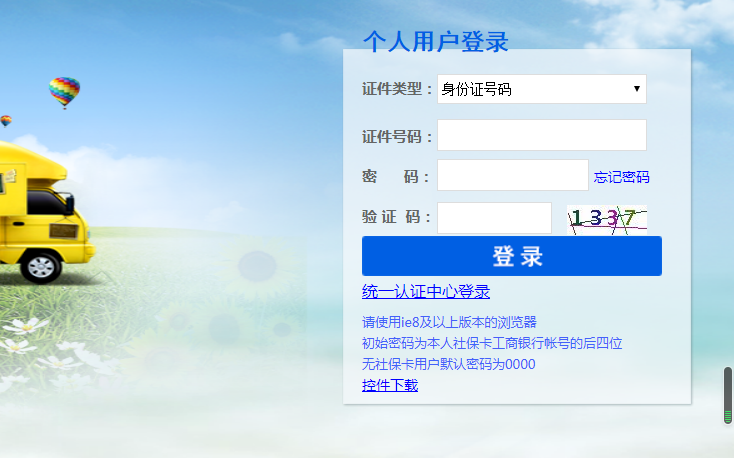 个人用户登录
证件类型： 身份证号码
证件号码：
密 码： 忘记密码
验 证 码： 1337
登 录
统一认证中心登录
请使用ie8及以上版本的浏览器
初始密码为本人社保卡工商银行帐号的后四位
无社保卡用户默认密码为0000
控件下载